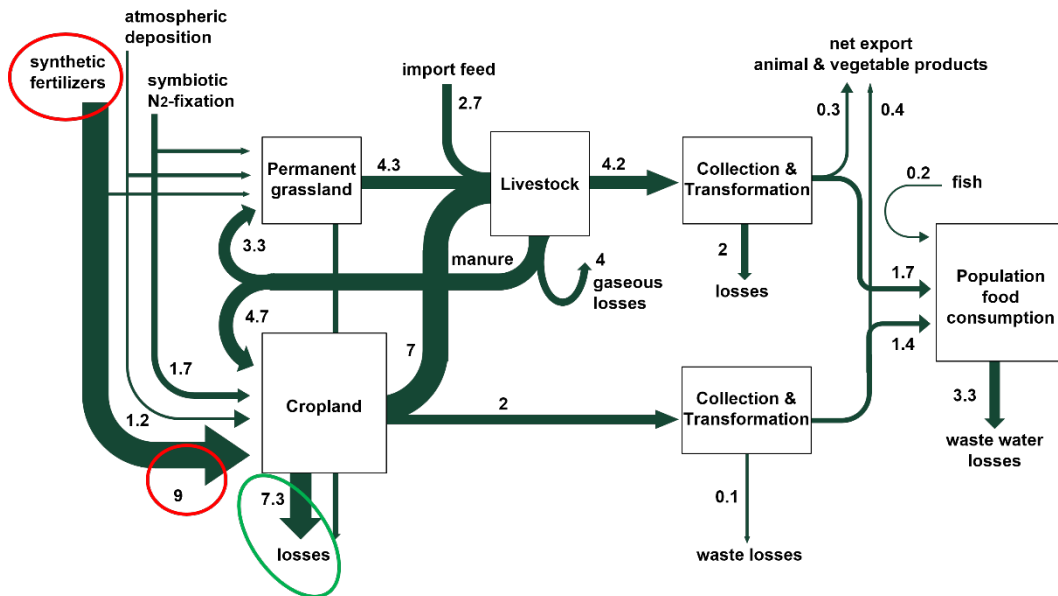 atmospheric
deposition
synthetic
fertilizers
symbiotic
N2-fixation
import feed
2.7
net export
animal & vegetable products
0.3
0.4
Permanent
grassland
4.3
Livestock
4.2
Collection &
Transformation
0.2
fish
3.3
manure
4
gaseous
losses
2
losses
1.7
Population
food
consumption
4.7
7
1.7
1.4
Cropland
2
Collection &
Transformation
1.2
3.3
waste water
losses
9
7.3
losses
0.1
waste losses